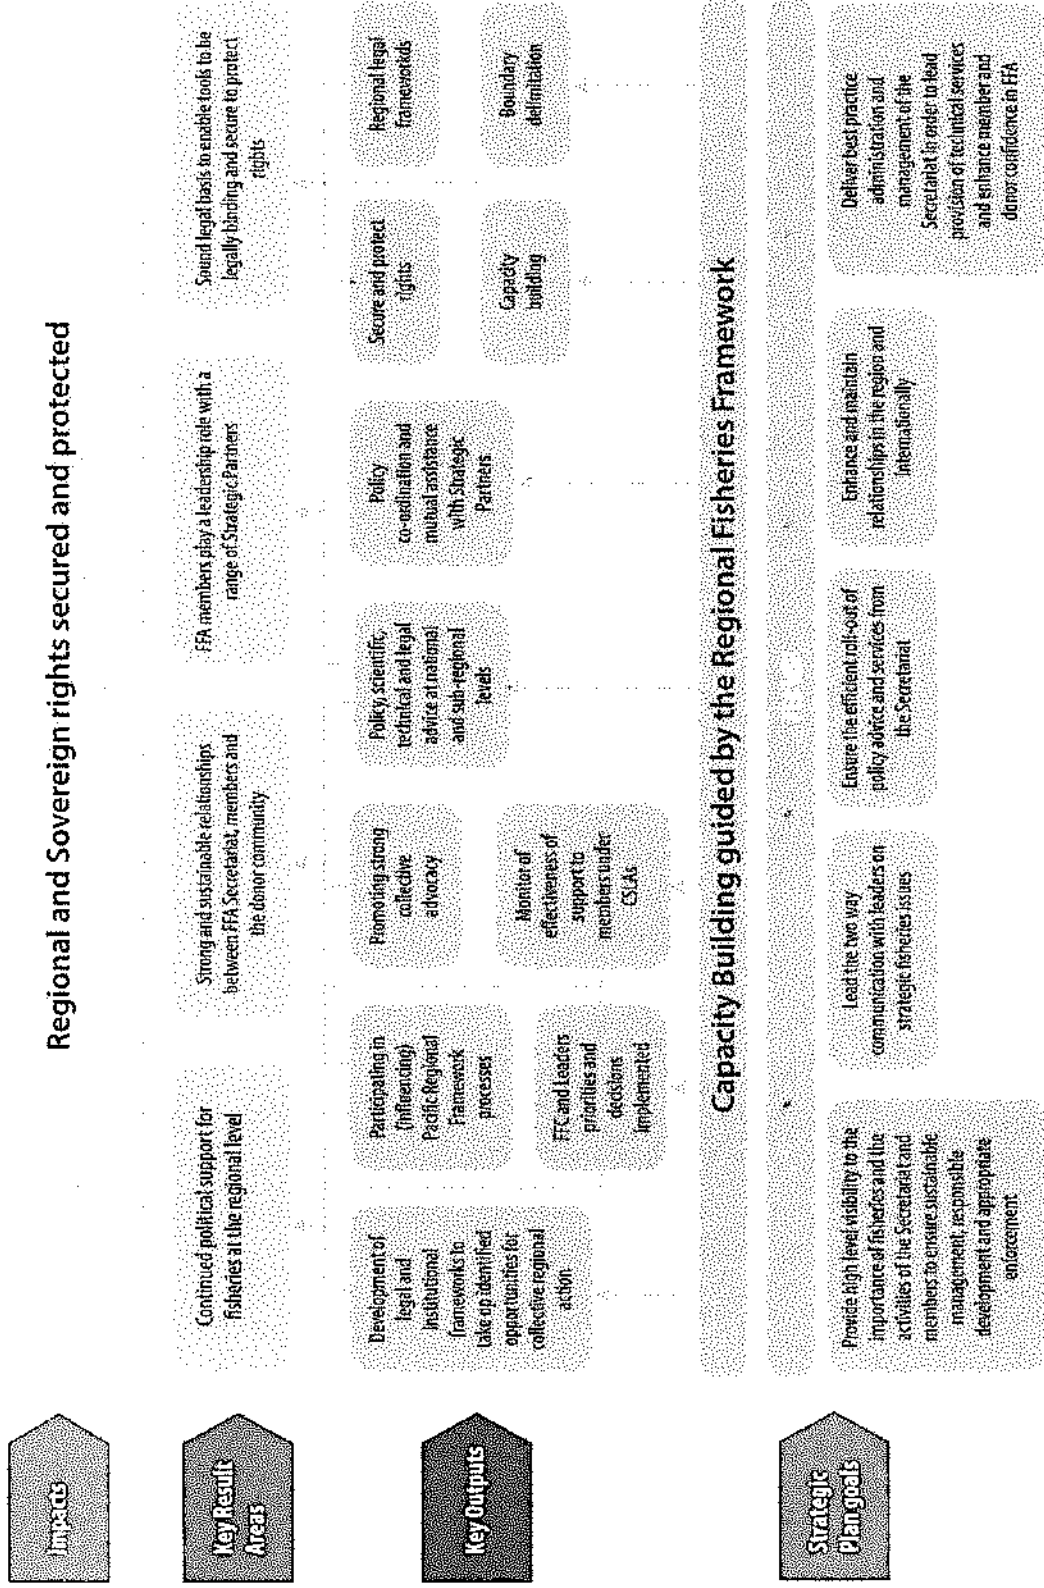 Impacts
Regional and Sovereign rights secured and protected
Key Result
Areas
Continued political support for
fisheries at the regional level
Strong and sustainable relationships
between FFA Secretariat, members and
the donor community
FFA members play a leadership role with a
range of Strategic Partners
Sound legal basis to enable tools to be
legally binding and secure to protect
rights
Key Outputs
Development of
legal and
institutional
frameworks to
take up identified
opportunities for
collective regional
action
Participating in
(influencing)
Pacific Regional
Framework
processes
FFC and Leaders
priorities and
decisions
implemented
Promoting strong
collective
advocacy
Monitor of
effectiveness of
support to
members under
CSLAs
Policy, scientific,
technical and legal
advice at national
and sub-regional
levels
Policy
co-ordination and
mutual assistance
with Strategic
Partners
Secure and protect
rights
Capacity
building
Regional legal
frameworkds
Boundary
delimitation
Capacity Building guided by the Regional Fisheries Framework
Strategic
Plan goals
Provide high level visibility to the
importance of fisheries and the
activities of the Secretariat and
members to ensure sustainable
management, responsible
development and appropriate
enforcement
Lead the two way
communication with leaders on
strategic fisheries issues
Ensure the efficient roll-out of
policy advice and services from
the Secretariat
Enhance and maintain
relationships in the region and
Internationally
Deliver best practice
administration and
management of the
Secretariat in order to lead
provision of technical services
and enhance member and
donor confidence in FFA